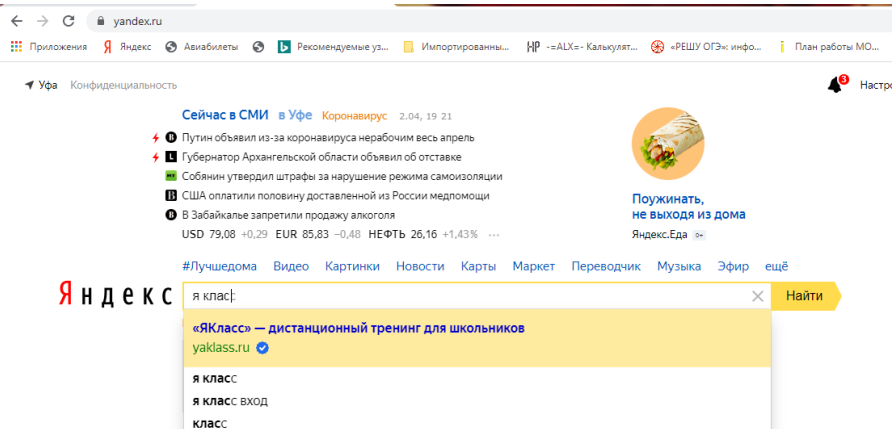 yandex.ru
Приложения Яндекс Авиабилеты Рекомендуемые уз... Импортированны... -=ALX=- Калькулят... «РЕШУ ОГЭ»: инфо... План работы МО...
Уфа Конфиденциальность 3 Настро
Сейчас в СМИ в Уфе Коронавирус 2.04, 19 21
Путин объявил из-за коронавируса нерабочим весь апрель
Губернатор Архангельской области объявил об отставке
Собянин утвердил штрафы за нарушение режима самоизоляции
США оплатили половину доставленной из России медпомощи
В Забайкалье запретили продажу алкоголя
USD 79,08 +0,29 EUR 85,83 −0,48 НЕФТЬ 26,16 +1,43% ...
Поужинать,
не выходя из дома
Яндекс.Еда 0+
#Лучшедома Видео Картинки Новости Карты Маркет Переводчик Музыка Эфир ещё
Яндекс я клас Найти
«ЯКласс» — дистанционный тренинг для школьников
yaklass.ru
я класс
я класс вход
класс